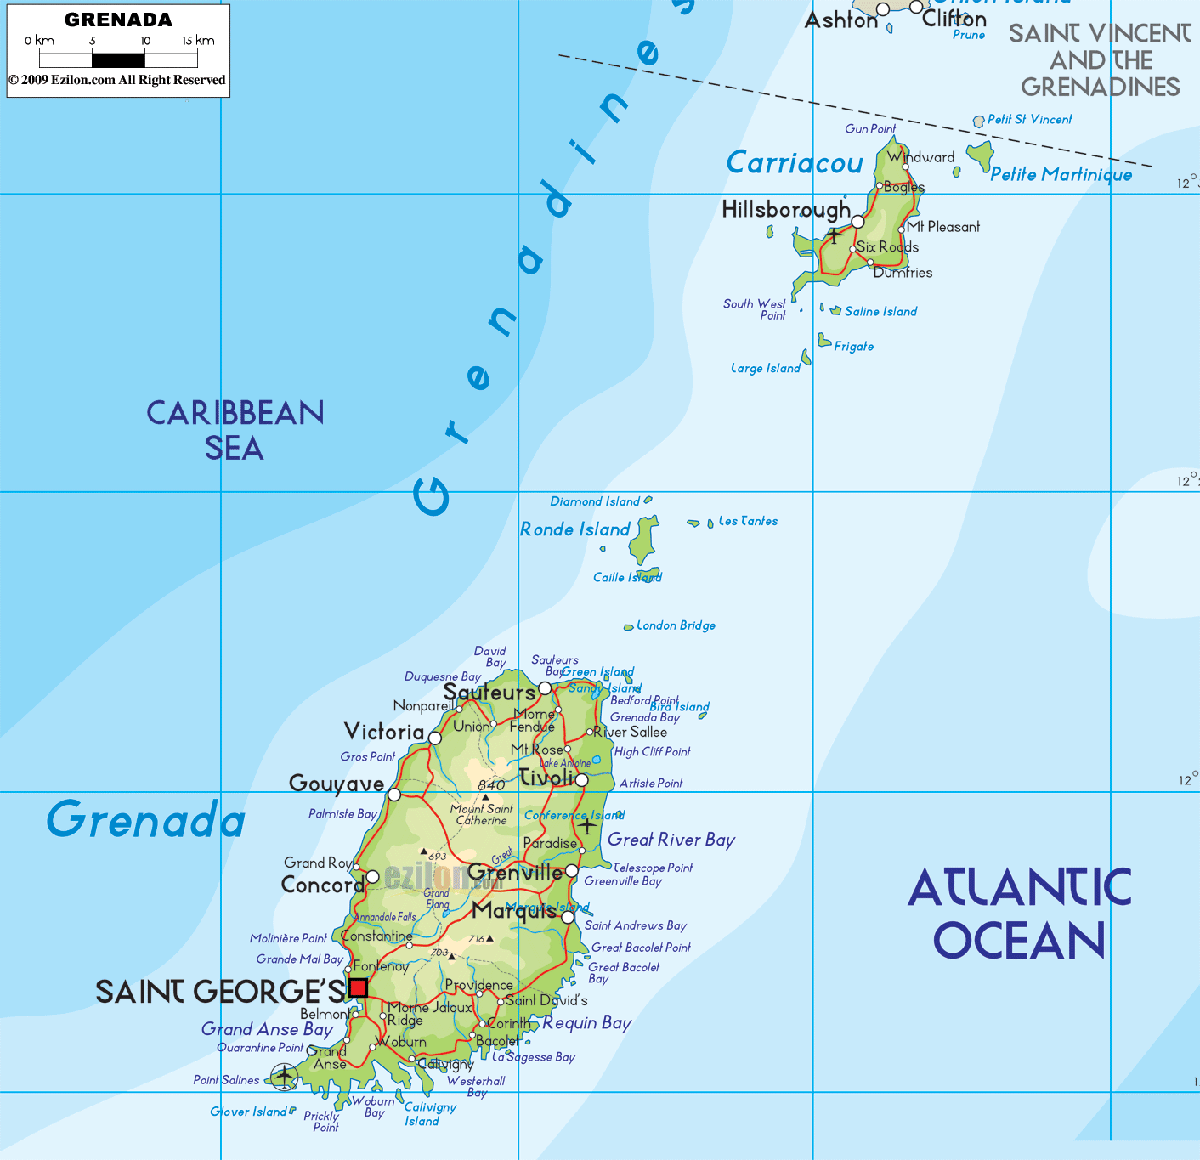 GRENADA
0 km 5 10 15 km
© 2009 Ezilon.com All Right Reserved
Ashton
Clifton
Prune
SAINT VINCENT
AND THE
GRENADINES
Grenadines
Petit St Vincent
Gun Point
Carriacou
Windward
Petite Martinique
12°
Bogles
Hillsborough
Mt Pleasant
Six Roads
Dumfries
South West
Point
Saline Island
Frigate
Large Island
CARIBBEAN
SEA
12°
Diamond Island
Ronde Island
Les Tantes
Caille Island
London Bridge
David
Bay
Sauteurs
Bay
Green Island
Duquesne Bay
Sandy Island
Sauteurs
Bedford Point
Bird Island
Nonpareil
Morne
Fendue
Grenada Bay
Union
River Sallee
Victoria
Mt Rose
High Cliff Point
Gros Point
Lake Antoine
Tivoli
12°
Gouyave
840
Artiste Point
Mount Saint
Catherine
Palmiste Bay
Conference Island
Grenada
Great River Bay
Paradise
693
Great
Grand Roy
Telescope Point
Concord
ezilon.com
Grenville
Greenville Bay
Grand
Etang
Marquis Island
Marquis
Annandale Falls
Saint Andrews Bay
ATLANTIC
OCEAN
Molinière Point
Constantine
716
Great Bacolet Point
703
Grande Mal Bay
Fontenoy
Great Bacolet
Bay
SAINT GEORGE'S
Providence
Saint David's
Belmont
Morne Jaloux
Ridge
Corinth
Requin Bay
Grand Anse Bay
Woburn
Bacolet
Quarantine Point
Grand
Anse
La Sagesse Bay
Calivigny
Point Salines
Westerhall
Bay
Glover Island
Prickly
Point
Woburn
Bay
Calivigny
Island